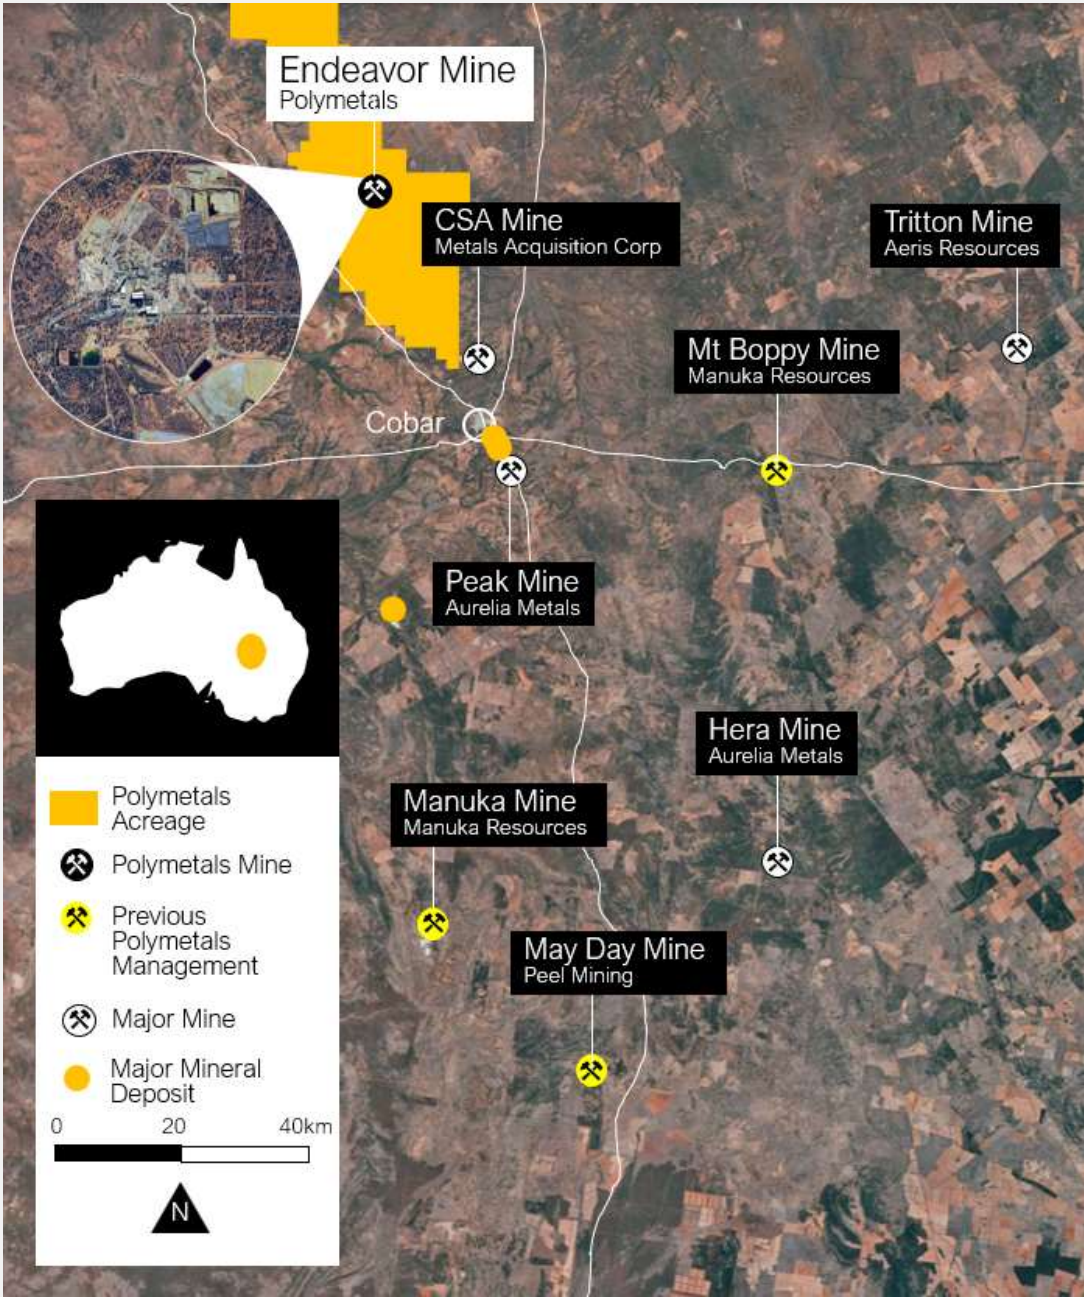 Endeavor Mine
Polymetals
CSA Mine
Metals Acquisition Corp
Tritton Mine
Aeris Resources
Mt Boppy Mine
Manuka Resources
Cobar
Peak Mine
Aurelia Metals
Hera Mine
Aurelia Metals
Manuka Mine
Manuka Resources
May Day Mine
Peel Mining
Polymetals
Acreage
Polymetals Mine
Previous
Polymetals
Management
Major Mine
Major Mineral
Deposit
0 20 40km
N